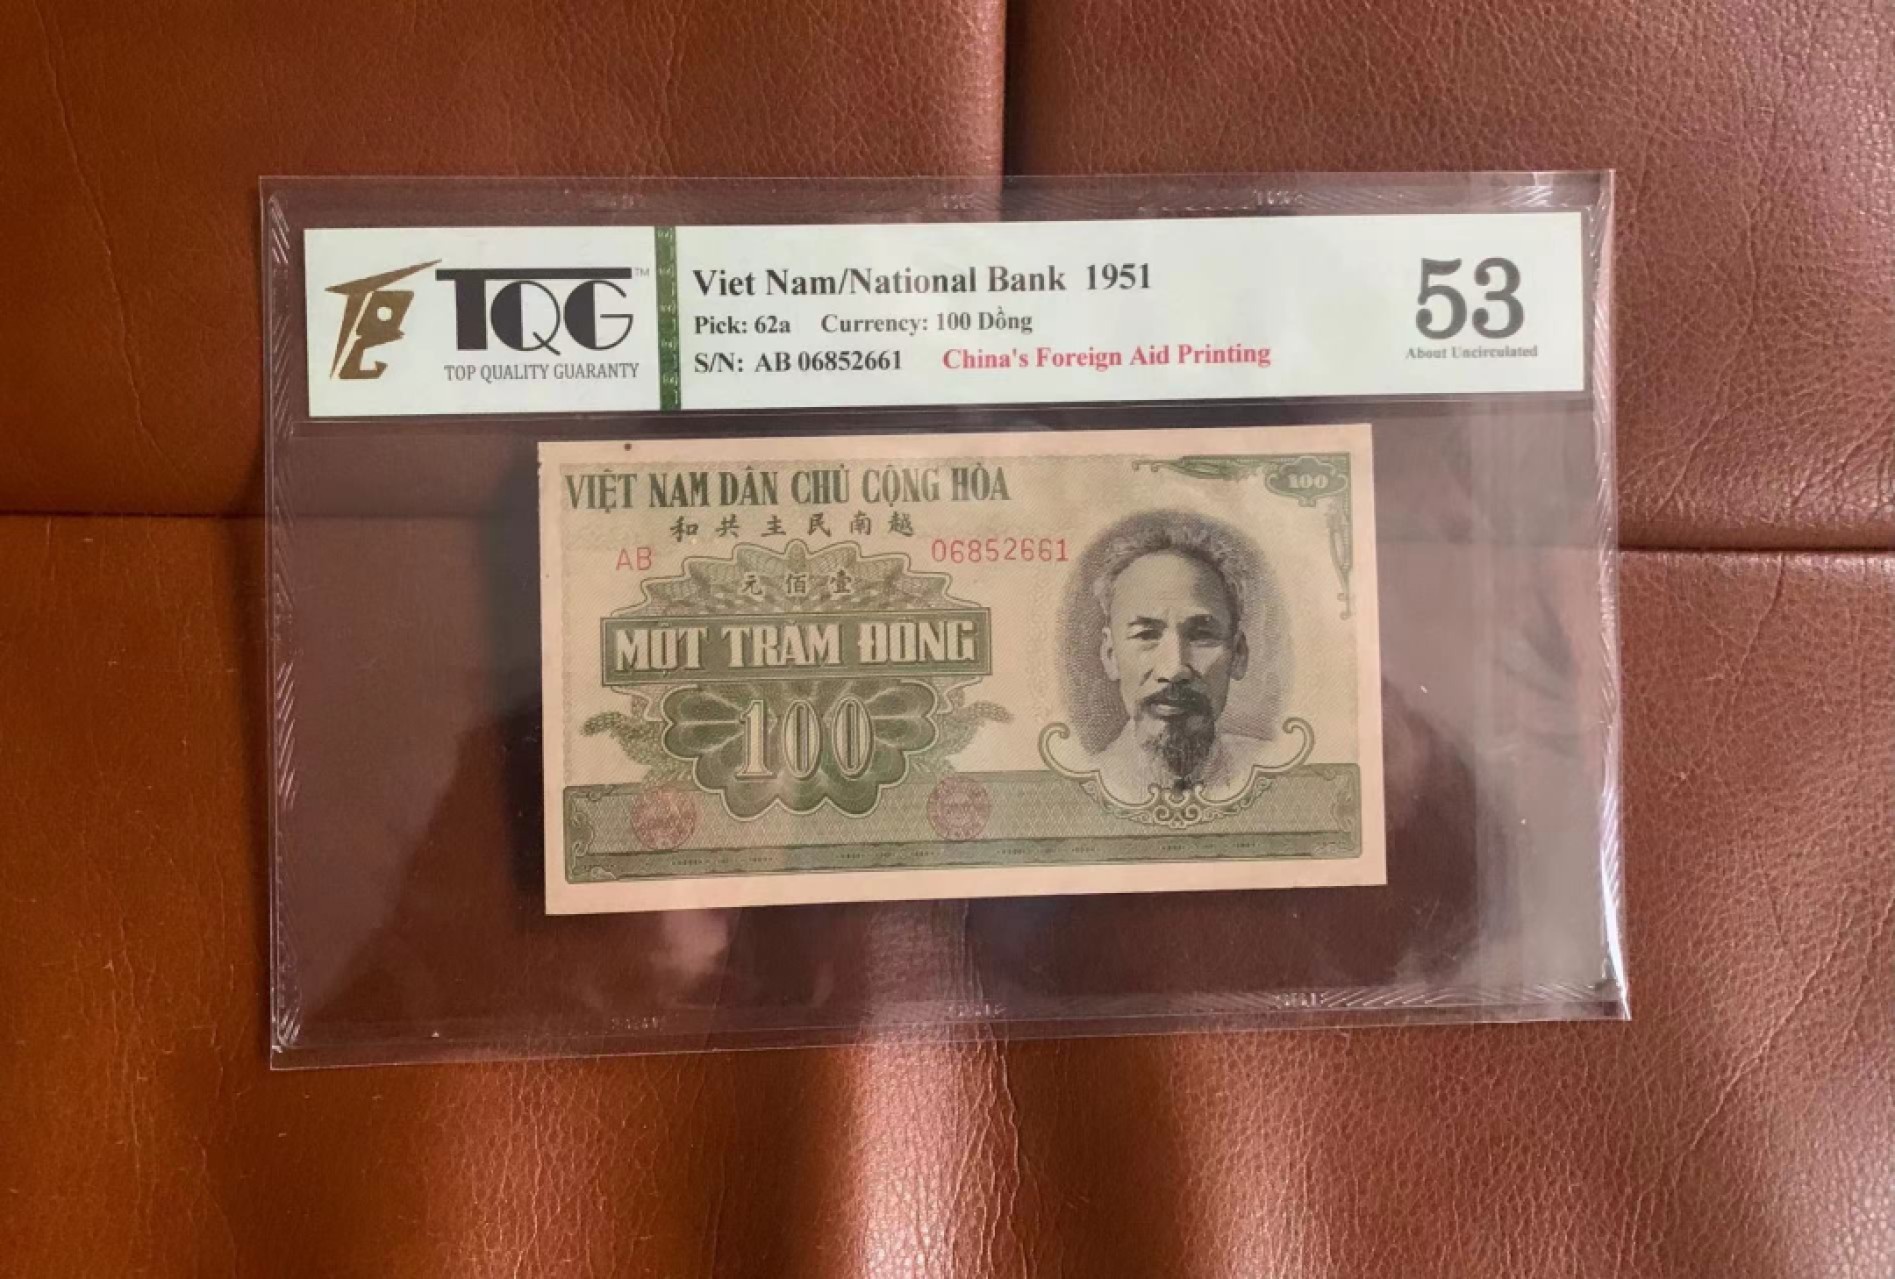 TQG™
TOP QUALITY GUARANTY
Viet Nam/National Bank 1951
Pick: 62a Currency: 100 Dồng
S/N: AB 06852661 China's Foreign Aid Printing
53
About Uncirculated
VIỆT NAM DÂN CHỦ CỘNG HÒA
100
和共主民南越
AB 06852661
元佰壹
MỘT TRĂM ĐỒNG
100